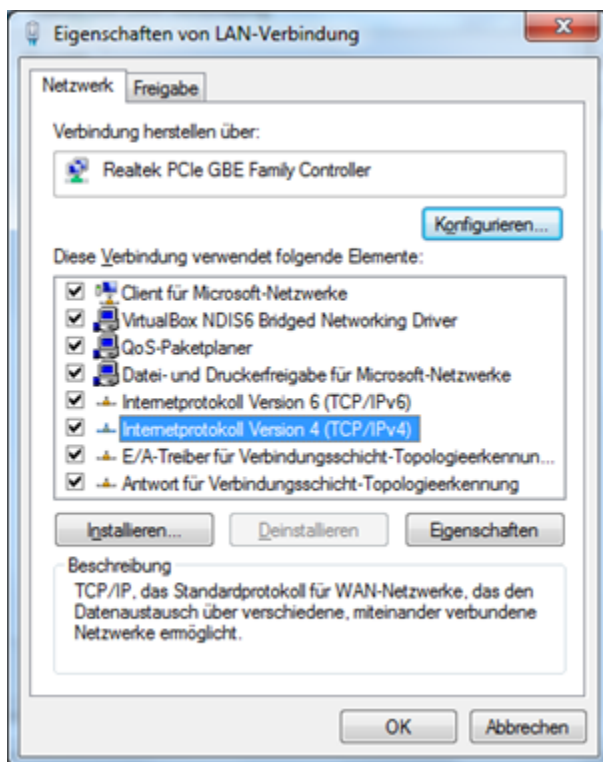 Eigenschaften von LAN-Verbindung
Netzwerk
Freigabe
Verbindung herstellen über:
Realtek PCIe GBE Family Controller
Konfigurieren...
Diese Verbindung verwendet folgende Elemente:
Client für Microsoft-Netzwerke
VirtualBox NDIS6 Bridged Networking Driver
QoS-Paketplaner
Datei- und Druckerfreigabe für Microsoft-Netzwerke
Internetprotokoll Version 6 (TCP/IPv6)
Internetprotokoll Version 4 (TCP/IPv4)
E/A-Treiber für Verbindungsschicht-Topologieerkennun...
Antwort für Verbindungsschicht-Topologieerkennung
Installieren...
Deinstallieren
Eigenschaften
Beschreibung
TCP/IP, das Standardprotokoll für WAN-Netzwerke, das den
Datenaustausch über verschiedene, miteinander verbundene
Netzwerke ermöglicht.
OK
Abbrechen